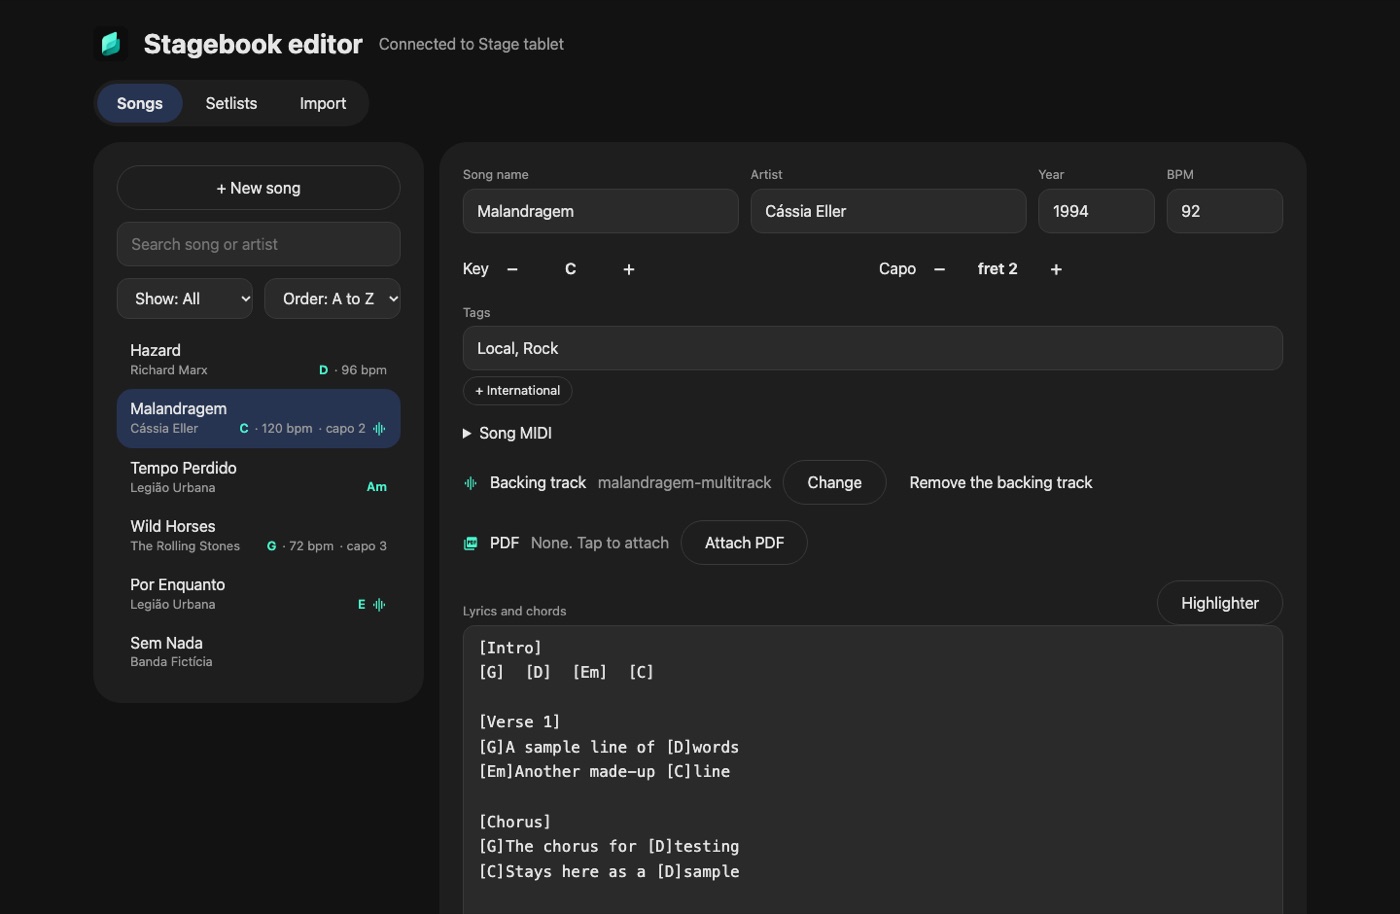 Stagebook editor Connected to Stage tablet
Songs Setlists Import
+ New song
Search song or artist
Show: All Order: A to Z
Hazard
Richard Marx D · 96 bpm
Malandragem
Cássia Eller C · 120 bpm · capo 2
Tempo Perdido
Legião Urbana Am
Wild Horses
The Rolling Stones G · 72 bpm · capo 3
Por Enquanto
Legião Urbana E
Sem Nada
Banda Fictícia
Song name Artist Year BPM
Malandragem Cássia Eller 1994 92
Key − C + Capo − fret 2 +
Tags
Local, Rock
+ International
Song MIDI
Backing track malandragem-multitrack Change Remove the backing track
PDF None. Tap to attach Attach PDF
Lyrics and chords Highlighter
[Intro]
[G] [D] [Em] [C]
[Verse 1]
[G]A sample line of [D]words
[Em]Another made-up [C]line
[Chorus]
[G]The chorus for [D]testing
[C]Stays here as a [D]sample